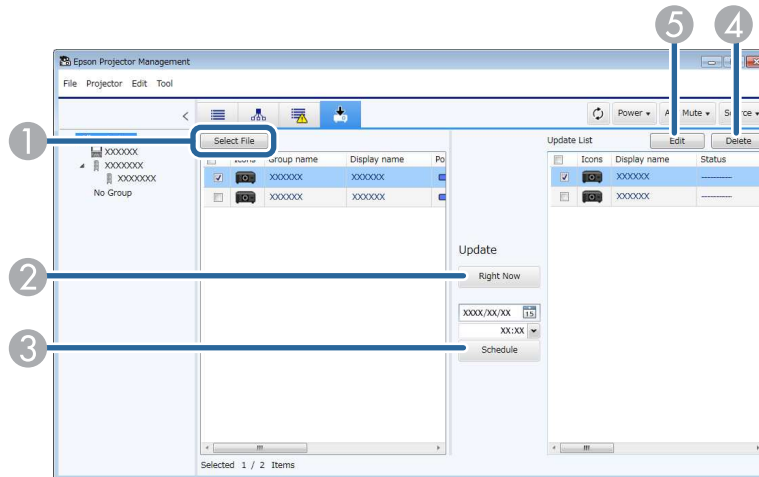 5 4
Epson Projector Management
File Projector Edit Tool
< Power Mute
1 Select File Update List Edit Delete
Icons Group name Display name Po Icons Display name Status
XXXXXX
XXXXXXX XXXXXX XXXXXX XXXXXX -----------
XXXXXXX XXXXXX XXXXXX XXXXXX -----------
No Group
Update
2 Right Now
XXXX/XX/XX 15
XX:XX
3 Schedule
Selected 1 / 2 Items